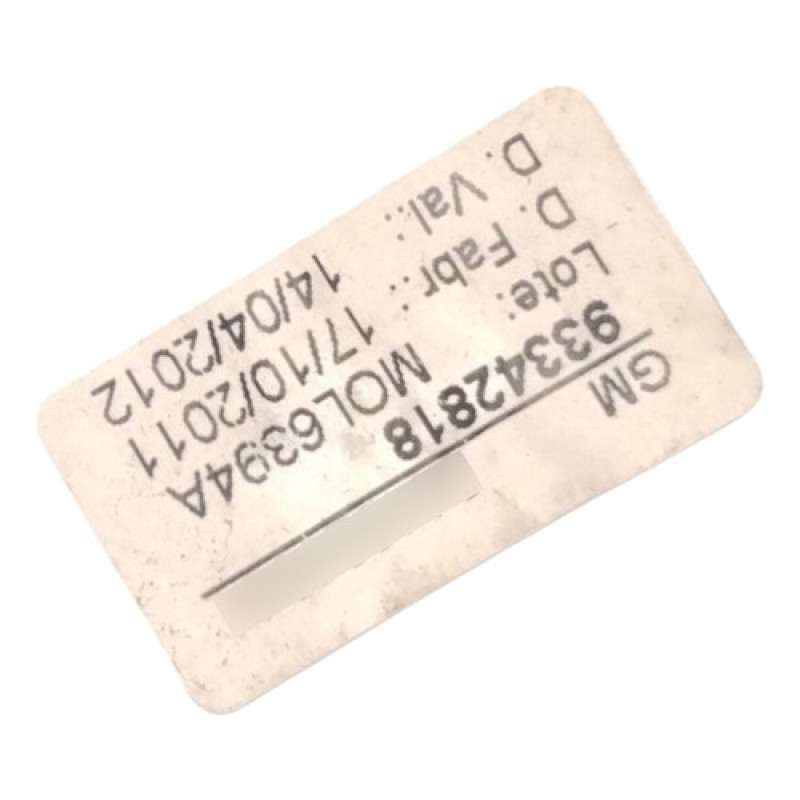 GM
93342818
Lote: MOL6394A
D. Fabr.: 17/10/2011
D. Val.: 14/04/2012